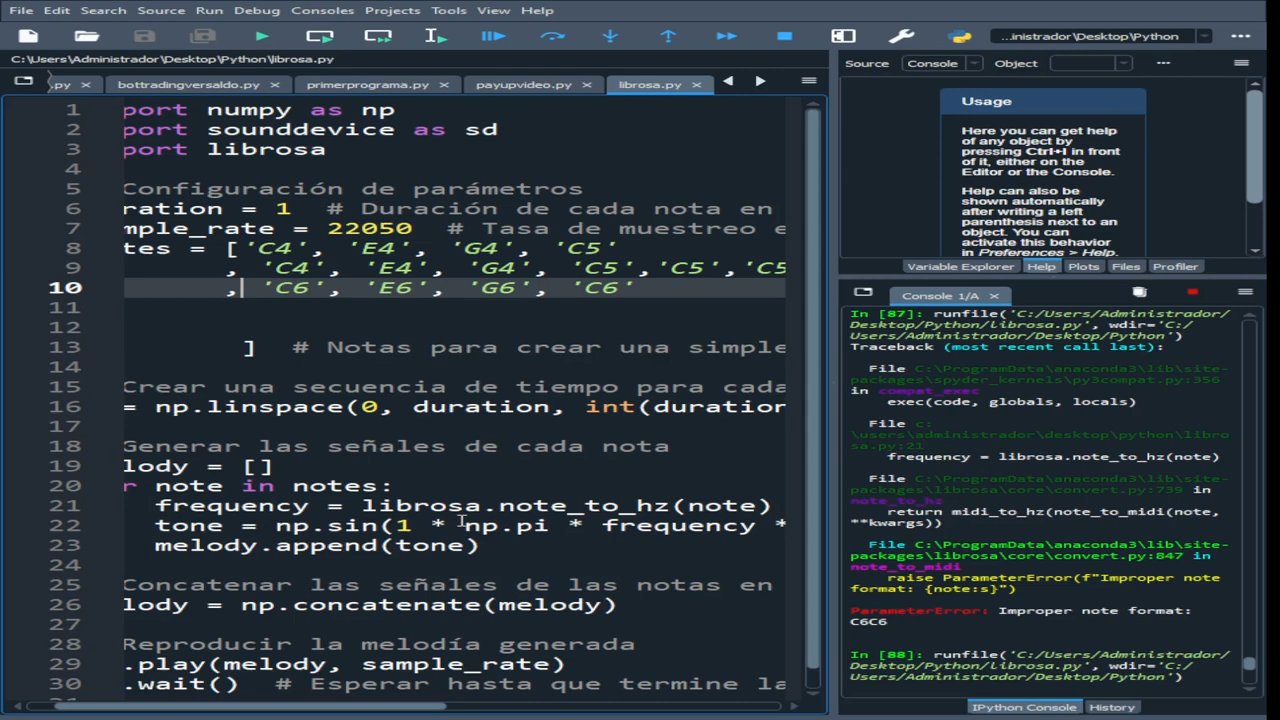 File Edit Search Source Run Debug Consoles Projects Tools View Help
...inistrador\Desktop\Python
C:\Users\Administrador\Desktop\Python\librosa.py
.py bottradingversaldo.py primerprograma.py payupvideo.py librosa.py
1 port numpy as np
2 port sounddevice as sd
3 port librosa
4
5 Configuración de parámetros
6 ration = 1 # Duración de cada nota en
7 mple_rate = 22050 # Tasa de muestreo e
8 tes = ['C4', 'E4', 'G4', 'C5'
9 , 'C4', 'E4', 'G4', 'C5','C5','C5
10 , 'C6', 'E6', 'G6', 'C6'
11
12
13 ] # Notas para crear una simple
14
15 Crear una secuencia de tiempo para cada
16 = np.linspace(0, duration, int(duration
17
18 Generar las señales de cada nota
19 lody = []
20 r note in notes:
21 frequency = librosa.note_to_hz(note)
22 tone = np.sin(1 * np.pi * frequency *
23 melody.append(tone)
24
25 Concatenar las señales de las notas en
26 lody = np.concatenate(melody)
27
28 Reproducir la melodía generada
29 .play(melody, sample_rate)
30 .wait() # Esperar hasta que termine la
Source Console Object
Usage
Here you can get help
of any object by
pressing Ctrl+I in front
of it, either on the
Editor or the Console.
Help can also be
shown automatically
after writing a left
parenthesis next to an
object. You can
activate this behavior
in Preferences > Help.
Variable Explorer Help Plots Files Profiler
Console 1/A
In [87]: runfile('C:/Users/Administrador/
Desktop/Python/librosa.py', wdir='C:/
Users/Administrador/Desktop/Python')
Traceback (most recent call last):
File C:\ProgramData\anaconda3\lib\site-
packages\spyder_kernels\py3compat.py:356
in compat_exec
exec(code, globals, locals)
File c:
\users\administrador\desktop\python\libro
sa.py:21
frequency = librosa.note_to_hz(note)
File C:\ProgramData\anaconda3\lib\site-
packages\librosa\core\convert.py:739 in
note_to_hz
return midi_to_hz(note_to_midi(note,
**kwargs))
File C:\ProgramData\anaconda3\lib\site-
packages\librosa\core\convert.py:847 in
note_to_midi
raise ParameterError(f"Improper note
format: {note:s}")
ParameterError: Improper note format:
C6C6
In [88]: runfile('C:/Users/Administrador/
Desktop/Python/librosa.py', wdir='C:/
Users/Administrador/Desktop/Python')
IPython Console History